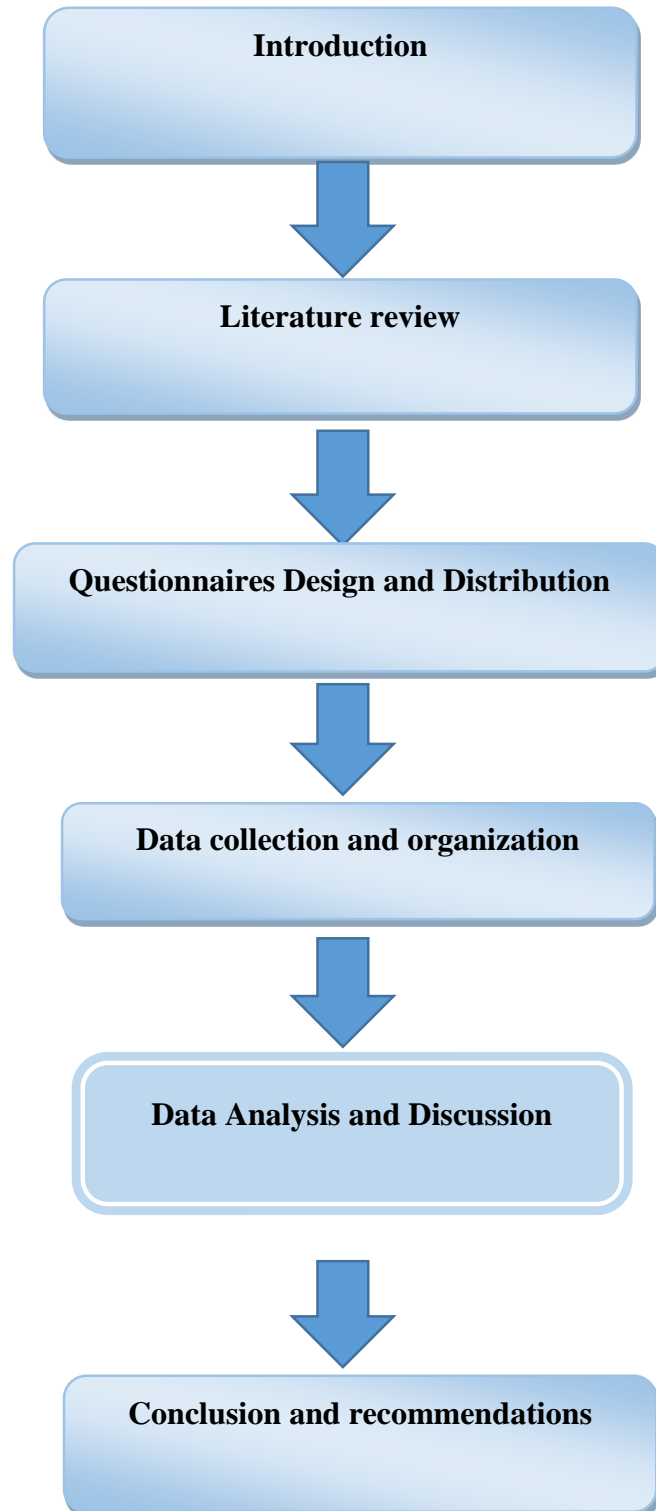 Introduction
Literature review
Questionnaires Design and Distribution
Data collection and organization
Data Analysis and Discussion
Conclusion and recommendations